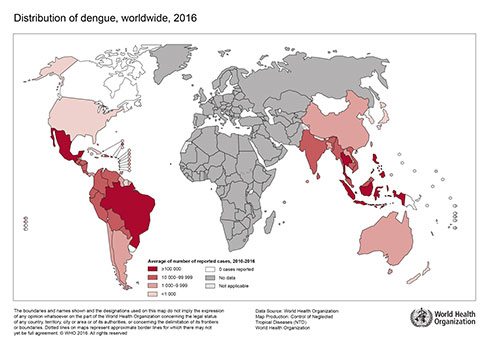 Distribution of dengue, worldwide, 2016
Average of number of reported cases, 2010-2016
≥100 000
10 000–99 999
1 000–9 999
<1 000
0 cases reported
No data
Not applicable
The boundaries and names shown and the designations used on this map do not imply the expression
of any opinion whatsoever on the part of the World Health Organization concerning the legal status
of any country, territory, city or area or of its authorities, or concerning the delimitation of its frontiers
or boundaries. Dotted lines on maps represent approximate border lines for which there may not
yet be full agreement. © WHO 2016. All rights reserved
Data Source: World Health Organization
Map Production: Control of Neglected
Tropical Diseases (NTD)
World Health Organization
World Health
Organization